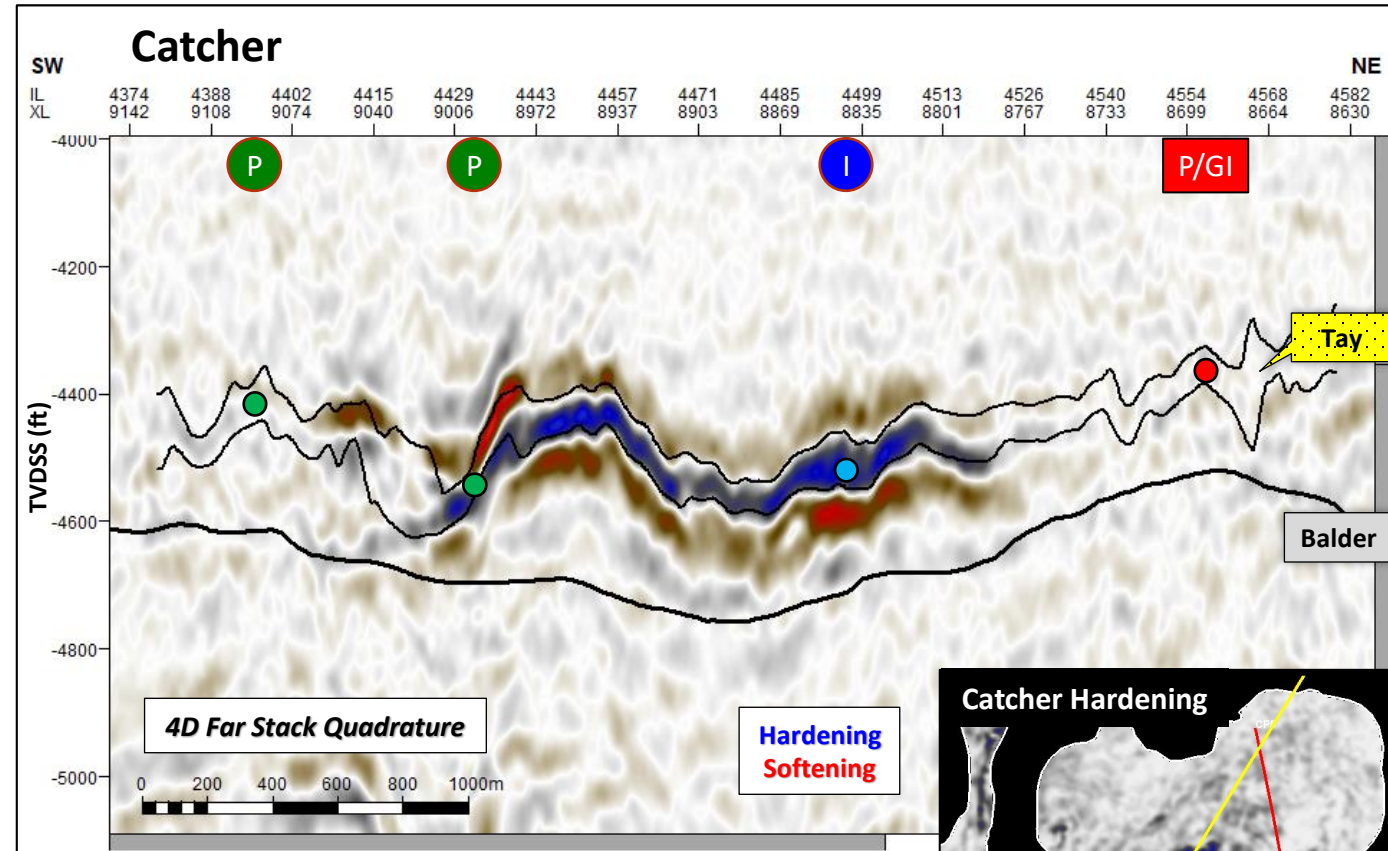 Catcher
SW
NE
IL 4374 4388 4402 4415 4429 4443 4457 4471 4485 4499 4513 4526 4540 4554 4568 4582
XL 9142 9108 9074 9040 9006 8972 8937 8903 8869 8835 8801 8767 8733 8699 8664 8630
P P I P/GI
-4000
-4200
Tay
-4400
TVDSS (ft)
-4600
Balder
-4800
Catcher Hardening
4D Far Stack Quadrature
Hardening
Softening
-5000
0 200 400 600 800 1000m